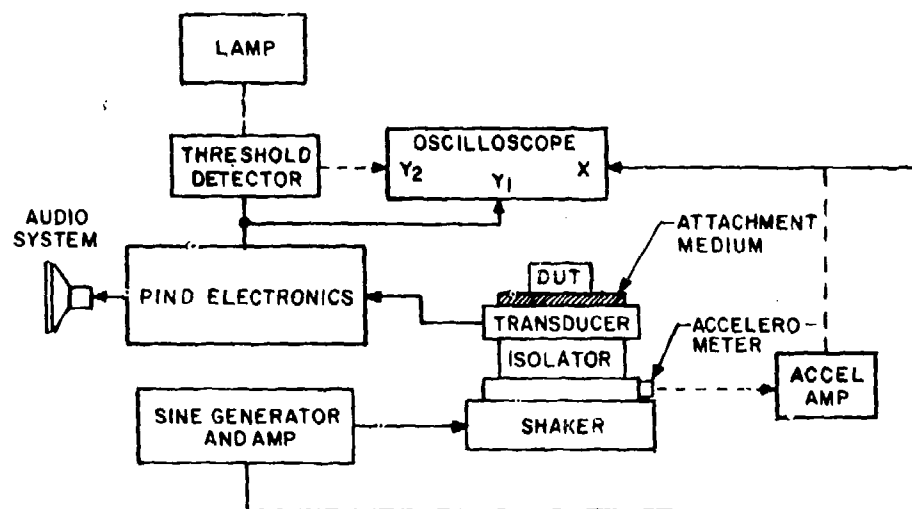 LAMP
THRESHOLD
DETECTOR
OSCILLOSCOPE
Y2
Y1
X
AUDIO
SYSTEM
ATTACHMENT
MEDIUM
DUT
PIND ELECTRONICS
TRANSDUCER
ACCELERO-
METER
ISOLATOR
ACCEL
AMP
SINE GENERATOR
AND AMP
SHAKER